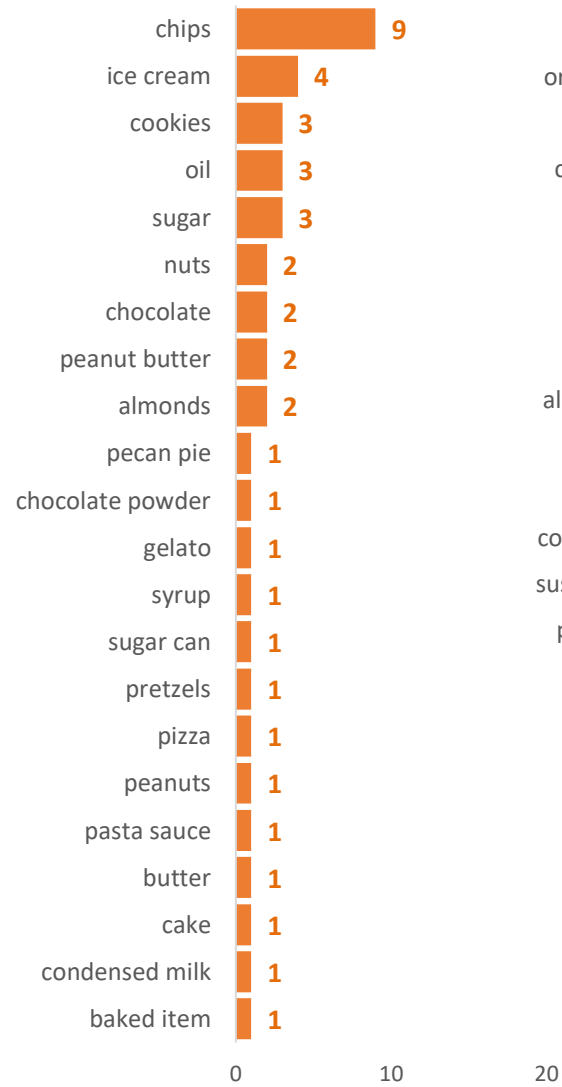 chips 9
ice cream 4
cookies 3
oil 3
sugar 3
nuts 2
chocolate 2
peanut butter 2
almonds 2
pecan pie 1
chocolate powder 1
gelato 1
syrup 1
sugar can 1
pretzels 1
pizza 1
peanuts 1
pasta sauce 1
butter 1
cake 1
condensed milk 1
baked item 1
0 10 20